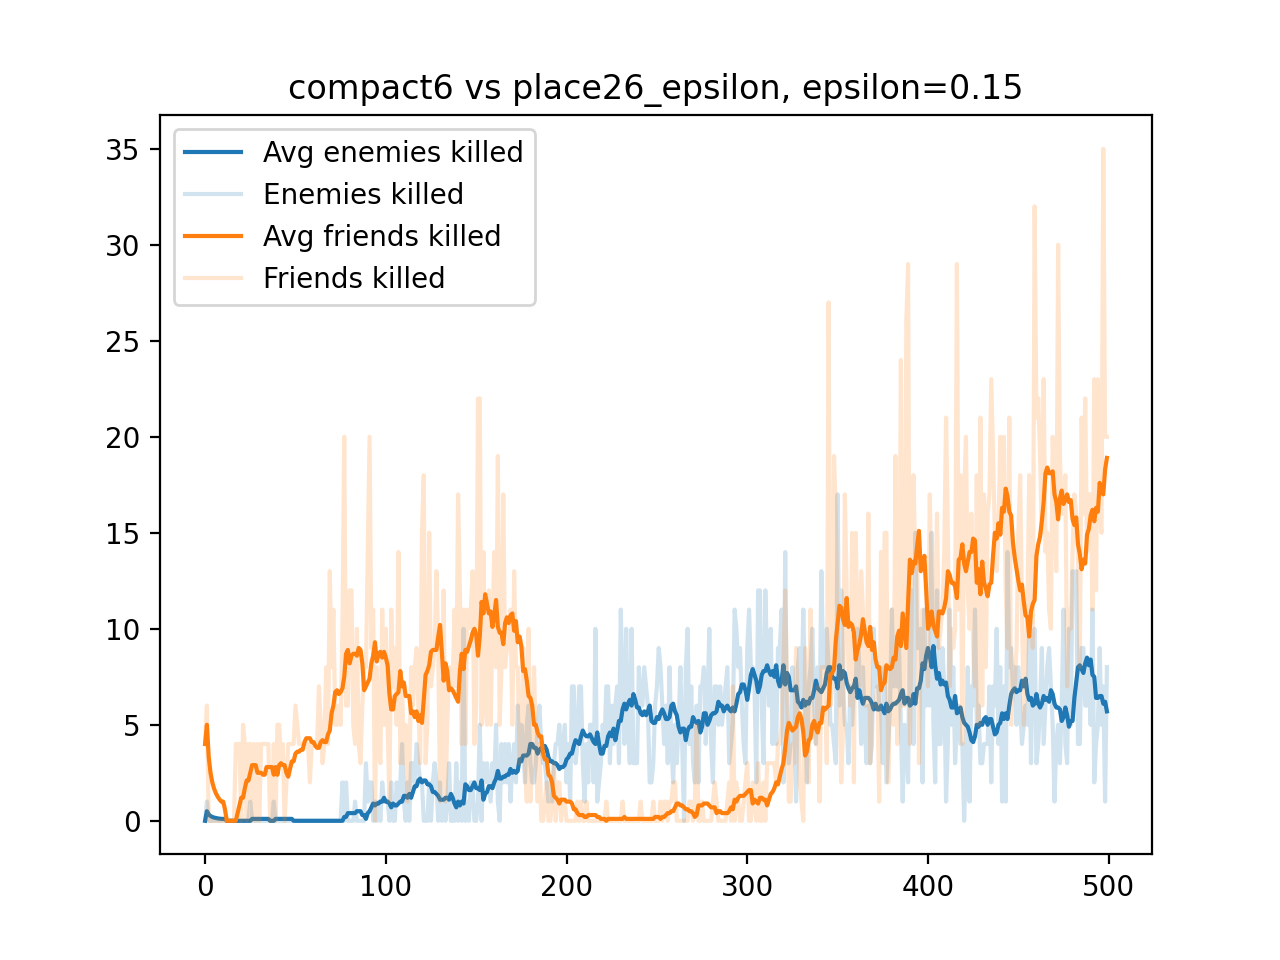 compact6 vs place26_epsilon, epsilon=0.15
Avg enemies killed
Enemies killed
Avg friends killed
Friends killed
35
30
25
20
15
10
5
0
0 100 200 300 400 500